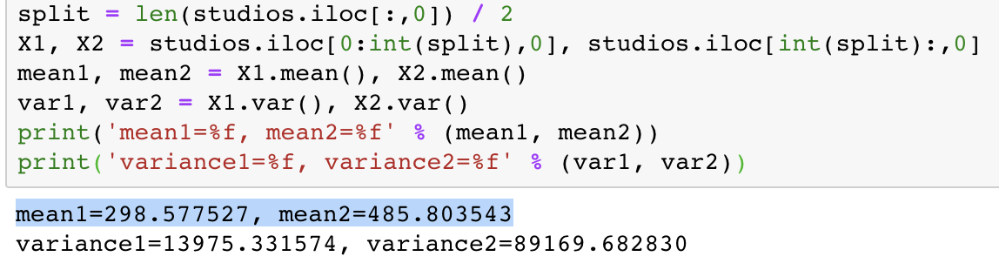 split = len(studios.iloc[:,0]) / 2
X1, X2 = studios.iloc[0:int(split),0], studios.iloc[int(split):,0]
mean1, mean2 = X1.mean(), X2.mean()
var1, var2 = X1.var(), X2.var()
print('mean1=%f, mean2=%f' % (mean1, mean2))
print('variance1=%f, variance2=%f' % (var1, var2))
mean1=298.577527, mean2=485.803543
variance1=13975.331574, variance2=89169.682830